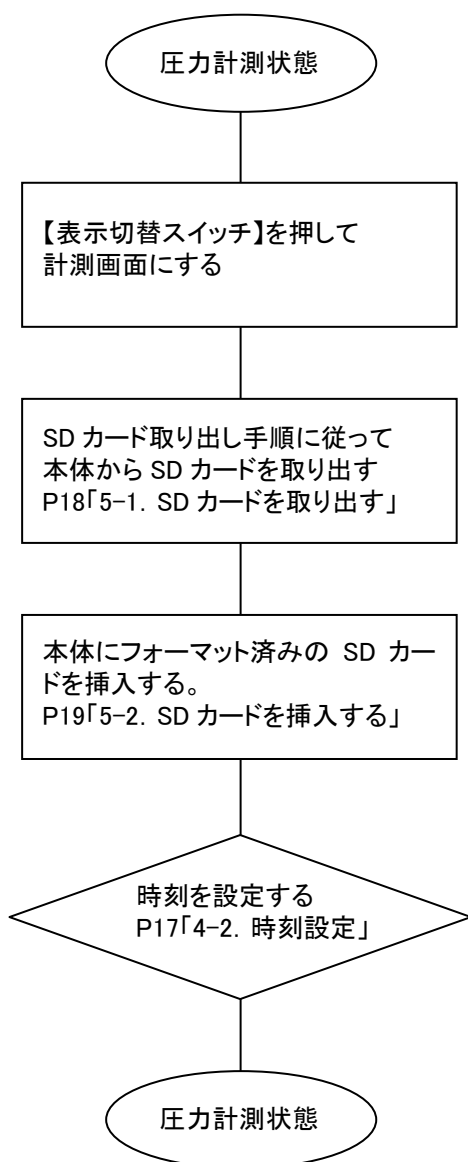 圧力計測状態
【表示切替スイッチ】を押して
計測画面にする
SD カード取り出し手順に従って
本体から SD カードを取り出す
P18「5-1. SD カードを取り出す」
本体にフォーマット済みの SD カー
ドを挿入する。
P19「5-2. SD カードを挿入する」
時刻を設定する
P17「4-2. 時刻設定」
圧力計測状態